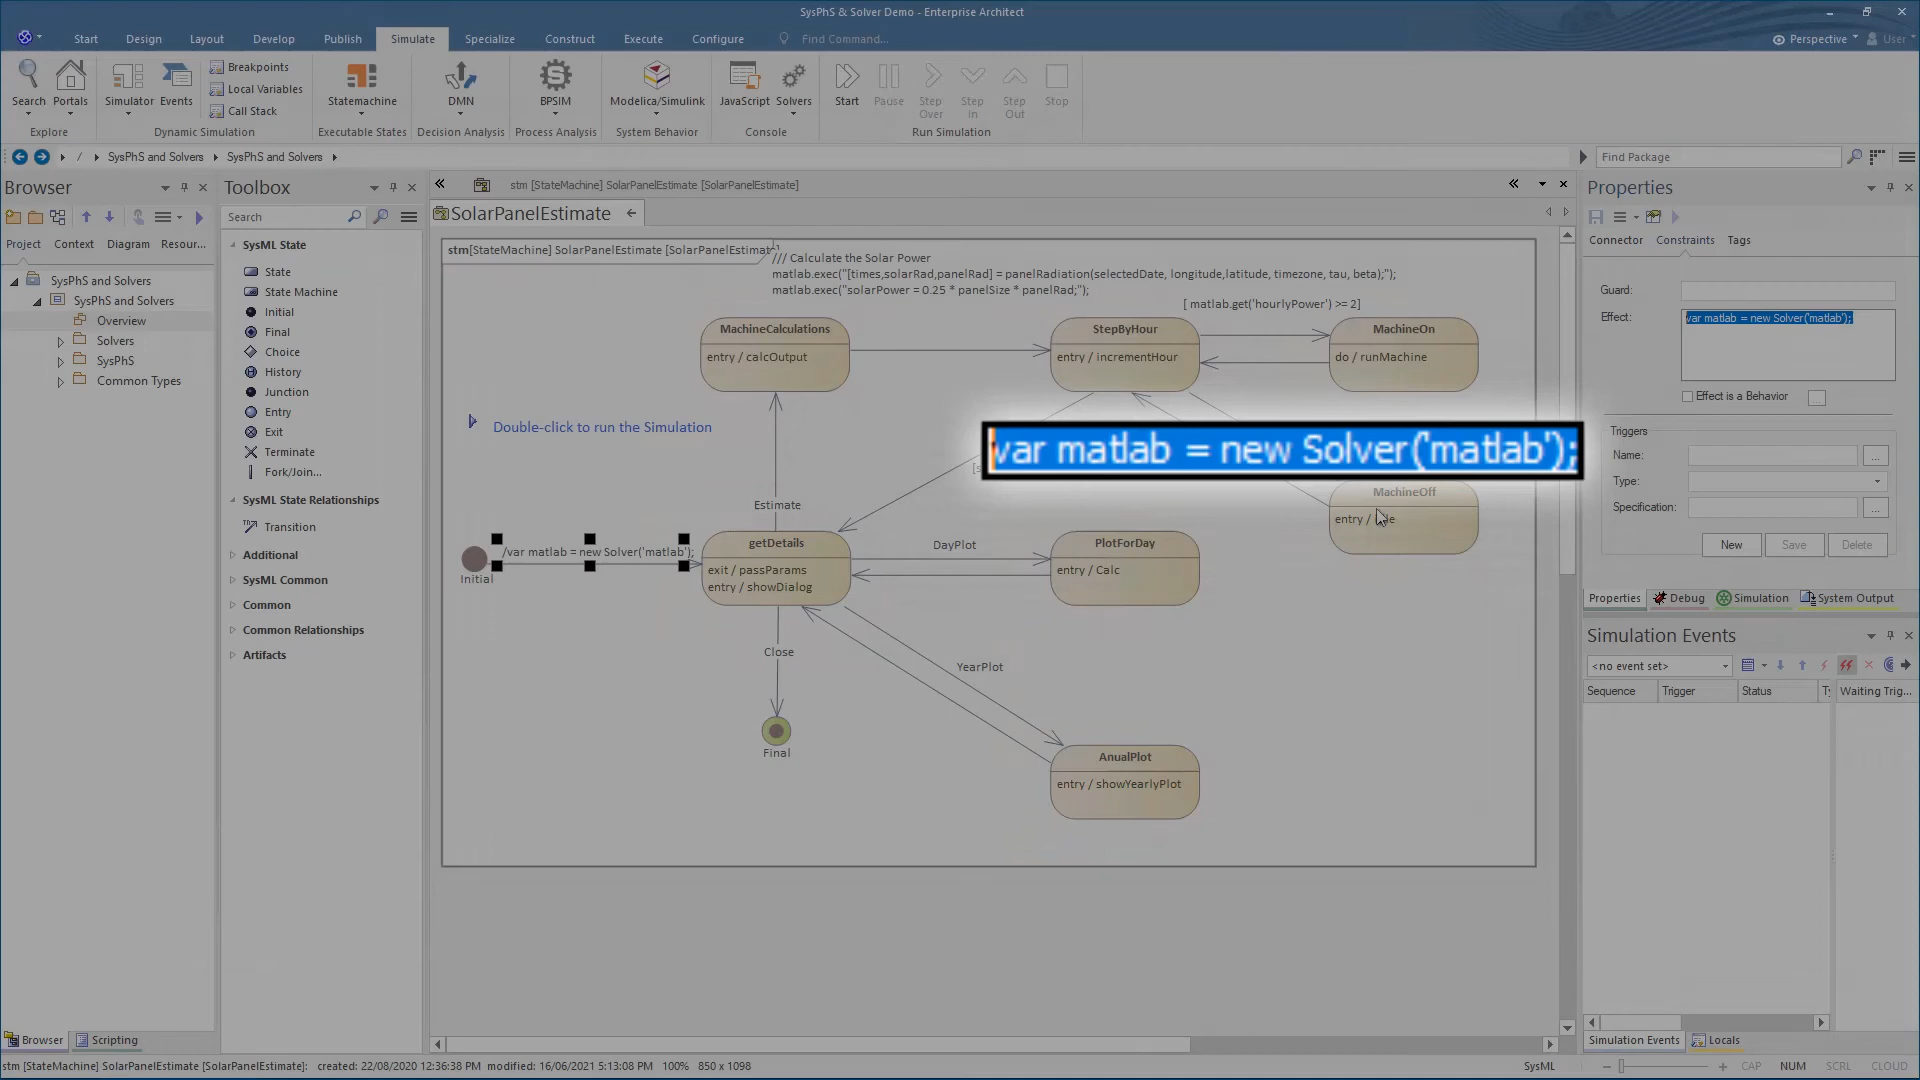 SysPhS & Solver Demo - Enterprise Architect
Start Design Layout Develop Publish Simulate Specialize Construct Execute Configure Find Command... Perspective User
Search Portals Simulator Events Breakpoints Local Variables Call Stack Statemachine DMN BPSIM Modelica/Simulink JavaScript Solvers Start Pause Step Over Step In Step Out Stop
Explore Dynamic Simulation Executable States Decision Analysis Process Analysis System Behavior Console Run Simulation
/ SysPhS and Solvers SysPhS and Solvers Find Package
Browser
Project Context Diagram Resour...
SysPhS and Solvers
SysPhS and Solvers
Overview
Solvers
SysPhS
Common Types
Toolbox
Search
SysML State
State
State Machine
Initial
Final
Choice
History
Junction
Entry
Exit
Terminate
Fork/Join...
SysML State Relationships
Transition
Additional
SysML Common
Common
Common Relationships
Artifacts
stm [StateMachine] SolarPanelEstimate [SolarPanelEstimate]
SolarPanelEstimate
stm[StateMachine] SolarPanelEstimate [SolarPanelEstimate]
/// Calculate the Solar Power
matlab.exec("[times,solarRad,panelRad] = panelRadiation(selectedDate, longitude,latitude, timezone, tau, beta);");
matlab.exec("solarPower = 0.25 * panelSize * panelRad;");
[ matlab.get('hourlyPower') >= 2]
MachineCalculations
entry / calcOutput
StepByHour
entry / incrementHour
MachineOn
do / runMachine
Double-click to run the Simulation
var matlab = new Solver('matlab');
MachineOff
entry /
Estimate
/var matlab = new Solver('matlab');
Initial
getDetails
exit / passParams
entry / showDialog
DayPlot
PlotForDay
entry / Calc
Close
YearPlot
Final
AnualPlot
entry / showYearlyPlot
Properties
Connector Constraints Tags
Guard:
Effect: var matlab = new Solver('matlab');
Effect is a Behavior ...
Triggers
Name: ...
Type:
Specification: ...
New Save Delete
Properties Debug Simulation System Output
Simulation Events
<no event set>
Sequence Trigger Status Ty Waiting Trig...
Simulation Events Locals
Browser Scripting
stm [StateMachine] SolarPanelEstimate [SolarPanelEstimate]: created: 22/08/2020 12:36:38 PM modified: 16/06/2021 5:13:08 PM 100% 850 x 1098 SysML CAP NUM SCRL CLOUD